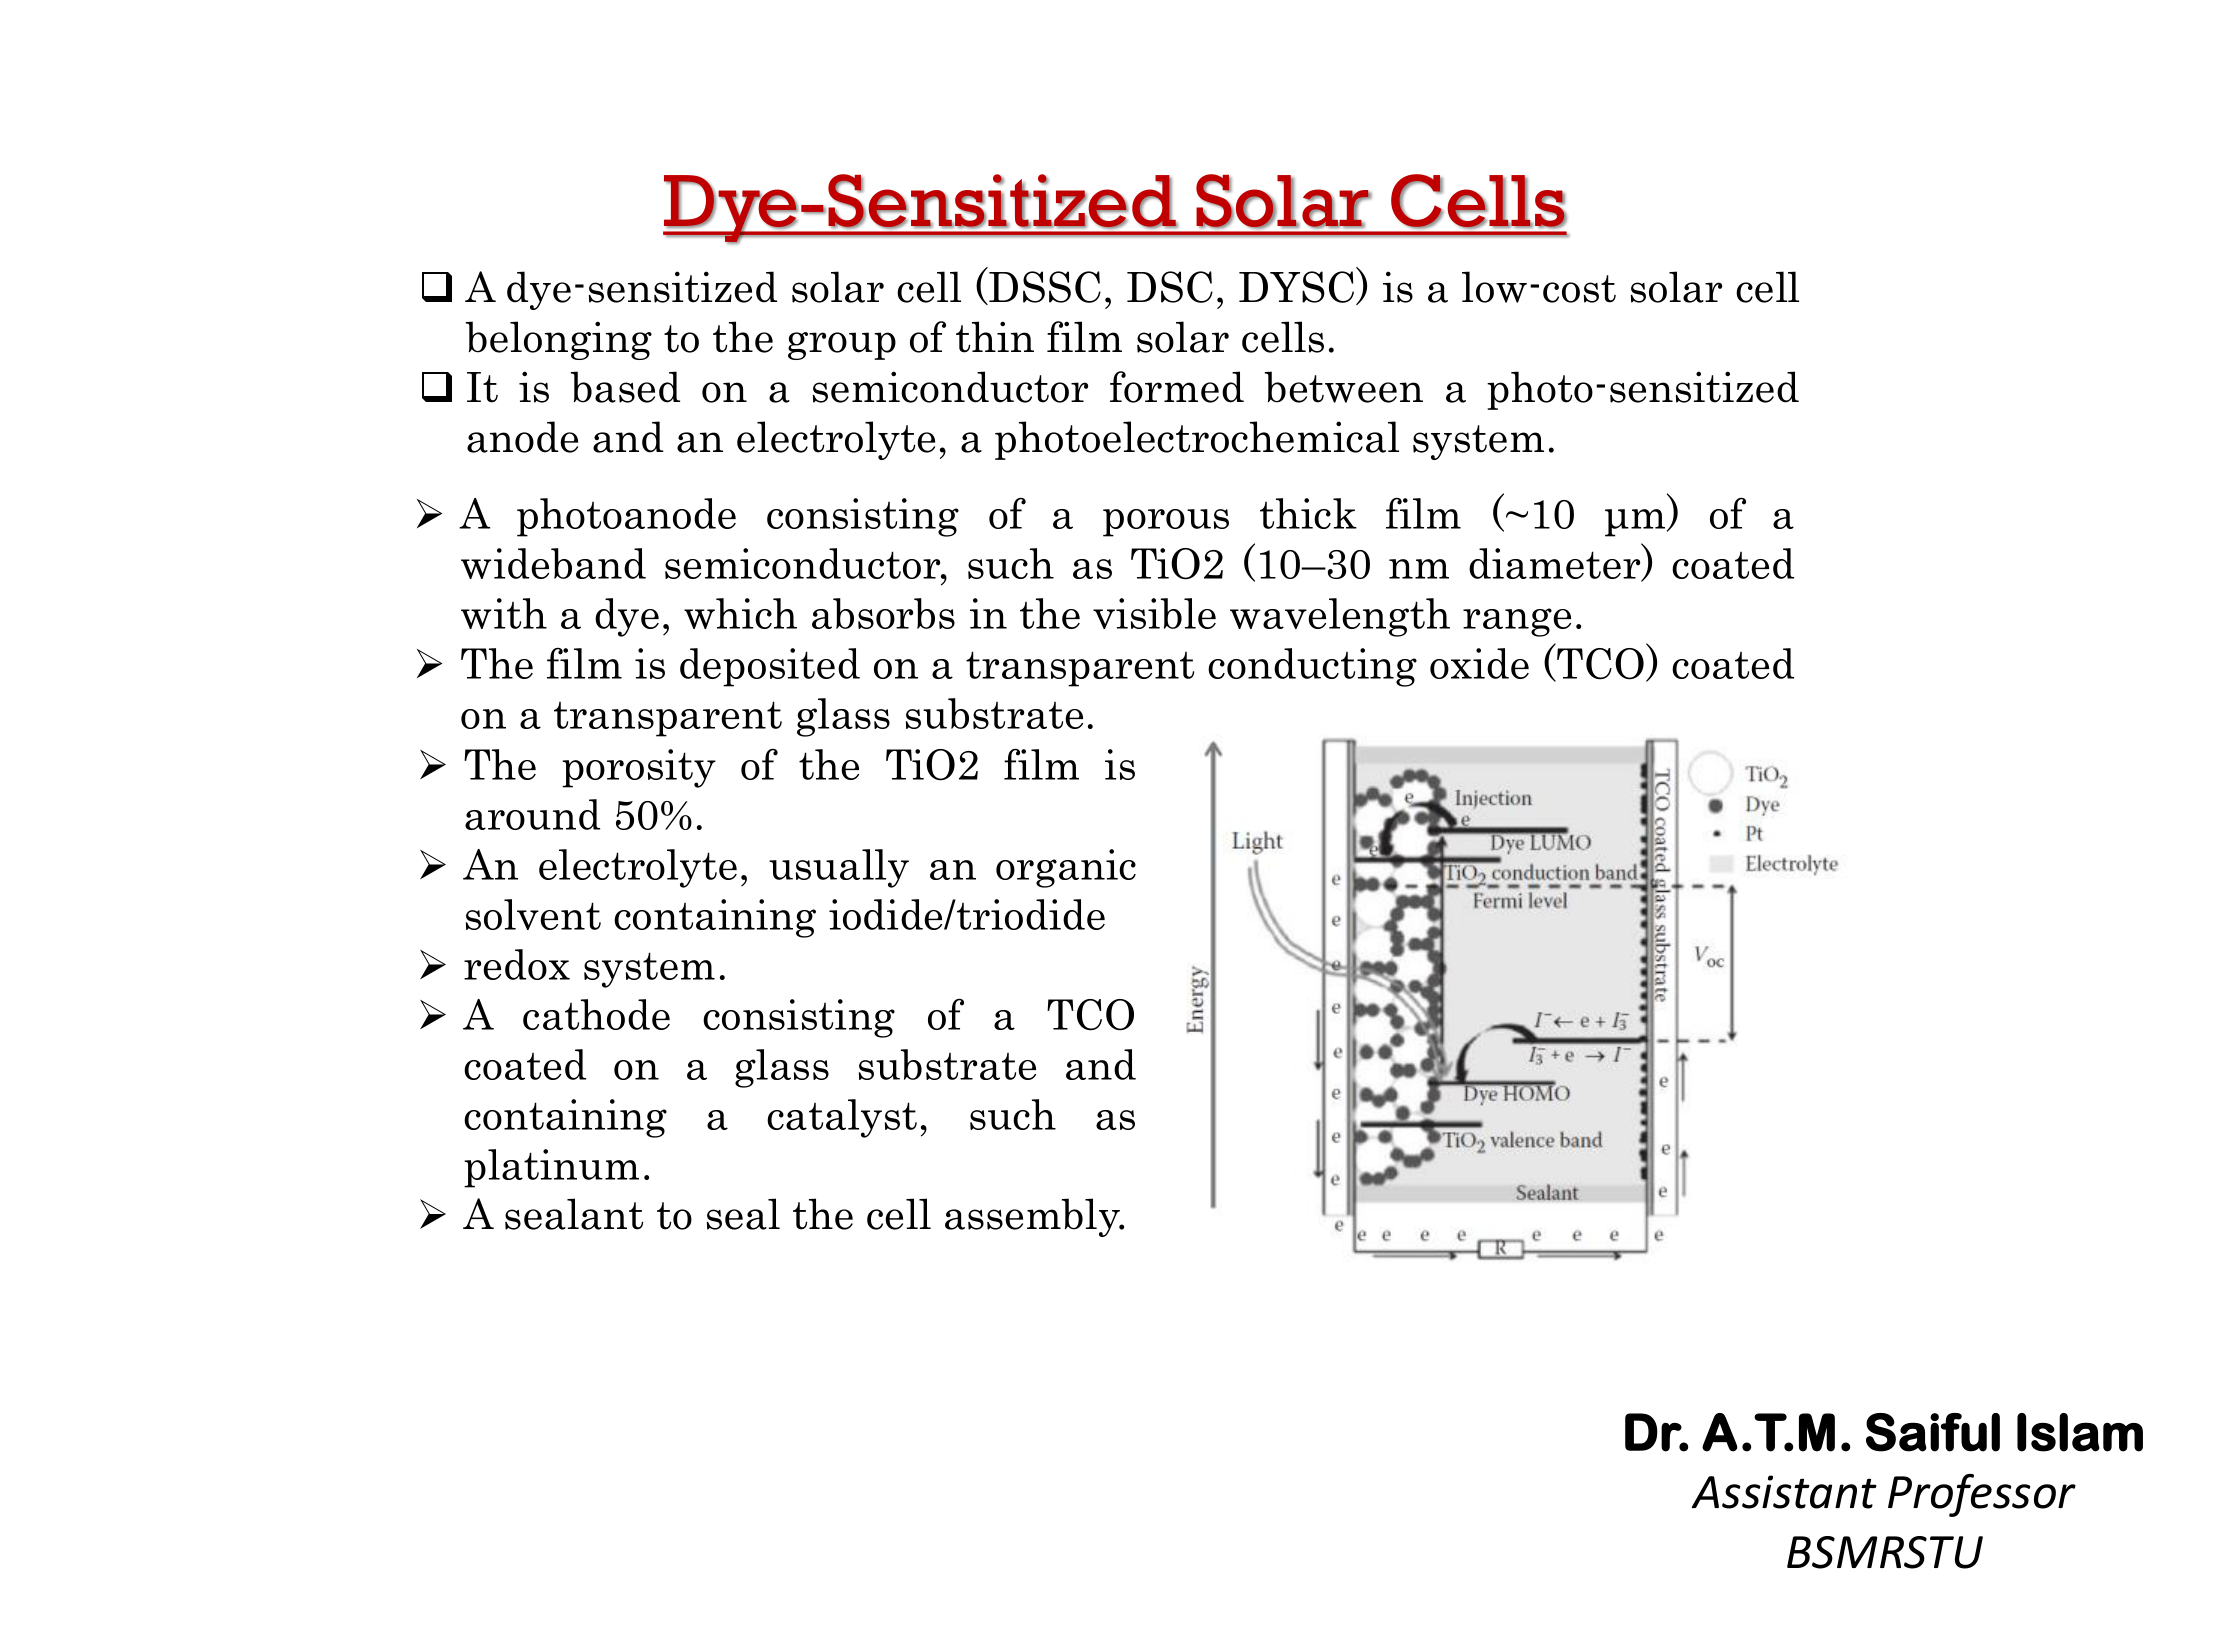 Dye-Sensitized Solar Cells
❑ A dye-sensitized solar cell (DSSC, DSC, DYSC) is a low-cost solar cell
belonging to the group of thin film solar cells.
❑ It is based on a semiconductor formed between a photo-sensitized
anode and an electrolyte, a photoelectrochemical system.
➢ A photoanode consisting of a porous thick film (~10 µm) of a
wideband semiconductor, such as TiO2 (10–30 nm diameter) coated
with a dye, which absorbs in the visible wavelength range.
➢ The film is deposited on a transparent conducting oxide (TCO) coated
on a transparent glass substrate.
➢ The porosity of the TiO2 film is
around 50%.
➢ An electrolyte, usually an organic
solvent containing iodide/triodide
➢ redox system.
➢ A cathode consisting of a TCO
coated on a glass substrate and
containing a catalyst, such as
platinum.
➢ A sealant to seal the cell assembly.
Energy
Light
e
Injection
e
Dye LUMO
e
TiO₂ conduction band
Fermi level
e
e
e
e
e
e
e
e
I⁻ ← e + I₃⁻
I₃⁻ + e → I⁻
Dye HOMO
TiO₂ valence band
Sealant
TCO coated glass substrate
TiO₂
Dye
Pt
Electrolyte
Voc
e
e
e
e
e e e e R e e e e
Dr. A.T.M. Saiful Islam
Assistant Professor
BSMRSTU